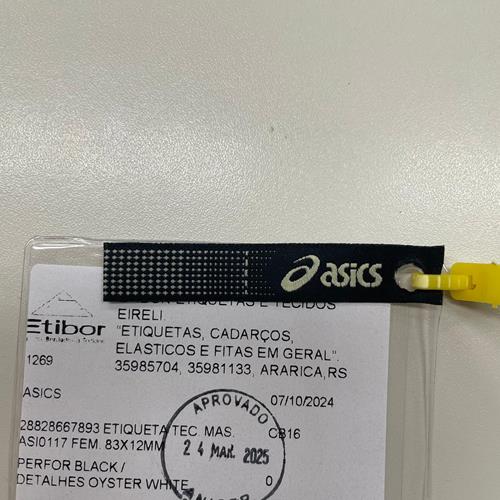 asics
ETIQUETAS E TECIDOS
EIRELI.
"ETIQUETAS, CADARÇOS,
ELASTICOS E FITAS EM GERAL".
35985704, 35981133, ARARICA,RS
Etibor
1269
ASICS 07/10/2024
28828667893 ETIQUETA TEC. MAS. CB16
ASI0117 FEM. 83X12MM
PERFOR BLACK / 0
DETALHES OYSTER WHITE
APROVADO
24 MAR. 2025